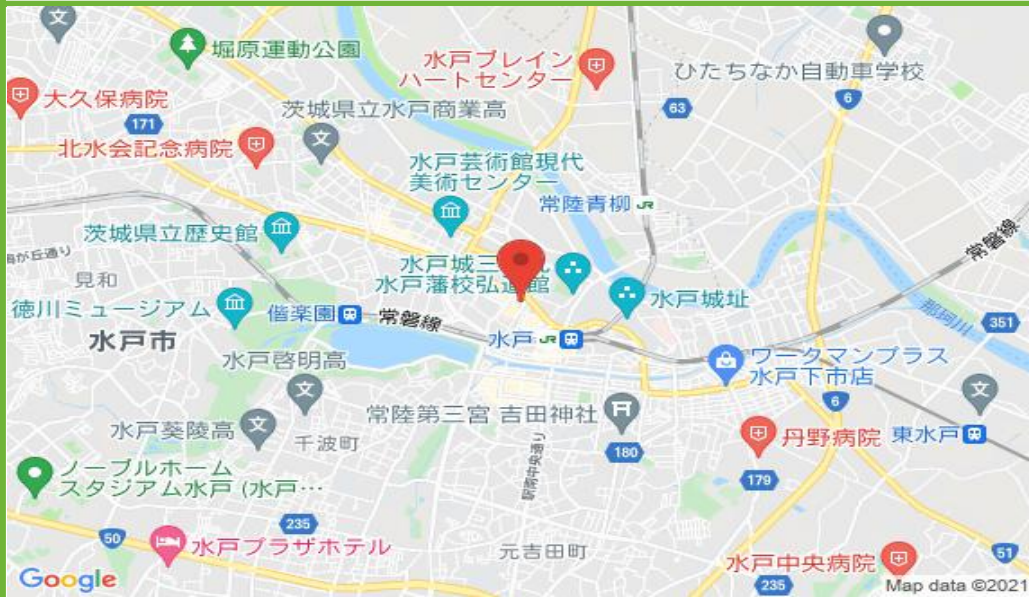 堀原運動公園
水戸ブレイン
ハートセンター
ひたちなか自動車学校
6
大久保病院
171
茨城県立水戸商業高
63
北水会記念病院
水戸芸術館現代
美術センター
常陸青柳 JR
茨城県立歴史館
常磐線
見和
水戸城三
水戸藩校弘道館
水戸城址
徳川ミュージアム
偕楽園
常磐線
那珂川
351
水戸市
水戸 JR
水戸啓明高
ワークマンプラス
水戸下市店
常陸第三宮 吉田神社
6
水戸葵陵高
千波町
180
丹野病院
東水戸
ノーブルホーム
スタジアム水戸 (水戸…
179
235
50
水戸プラザホテル
元吉田町
水戸中央病院
51
235
Google
Map data ©2021